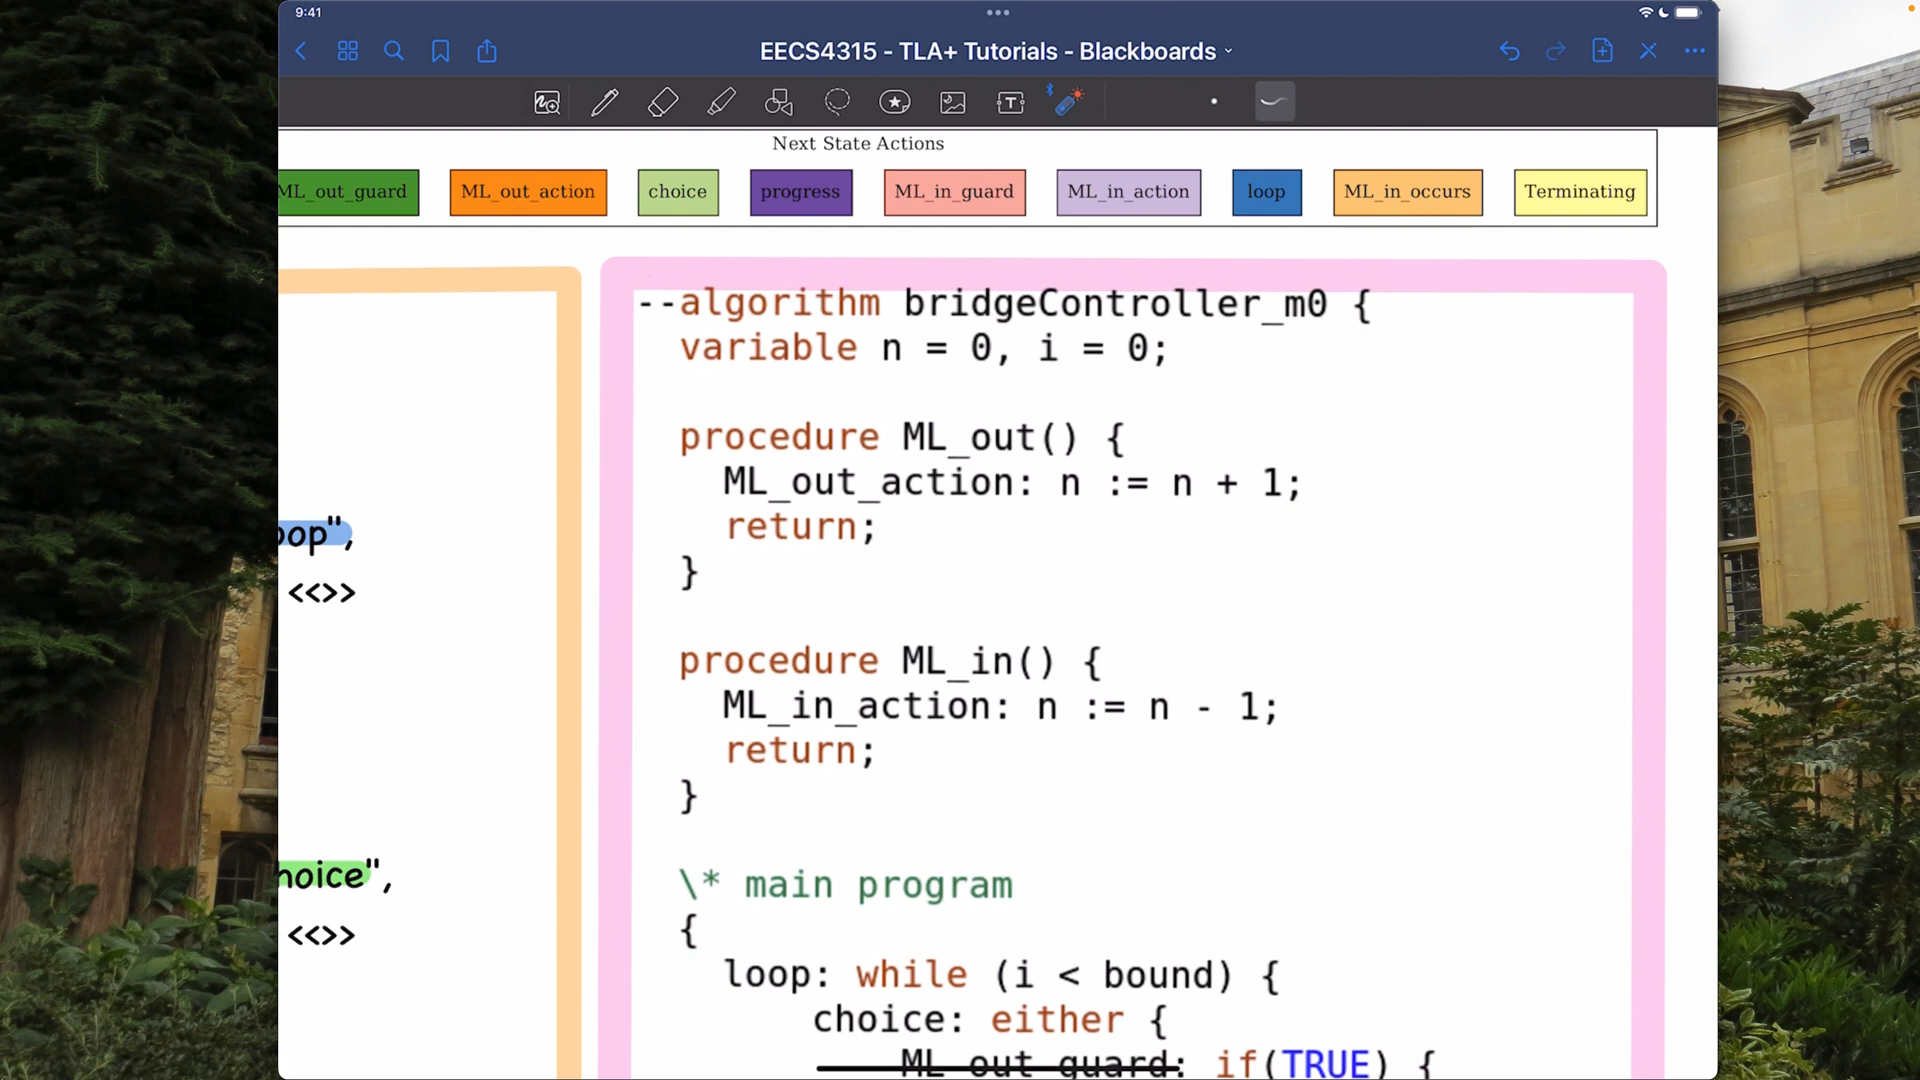 9:41
EECS4315 - TLA+ Tutorials - Blackboards
Next State Actions
ML_out_guard ML_out_action choice progress ML_in_guard ML_in_action loop ML_in_occurs Terminating
--algorithm bridgeController_m0 {
variable n = 0, i = 0;
procedure ML_out() {
ML_out_action: n := n + 1;
return;
}
procedure ML_in() {
ML_in_action: n := n - 1;
return;
}
\* main program
{
loop: while (i < bound) {
choice: either {
ML_out_guard: if(TRUE) {
oop",
<<>>
hoice",
<<>>